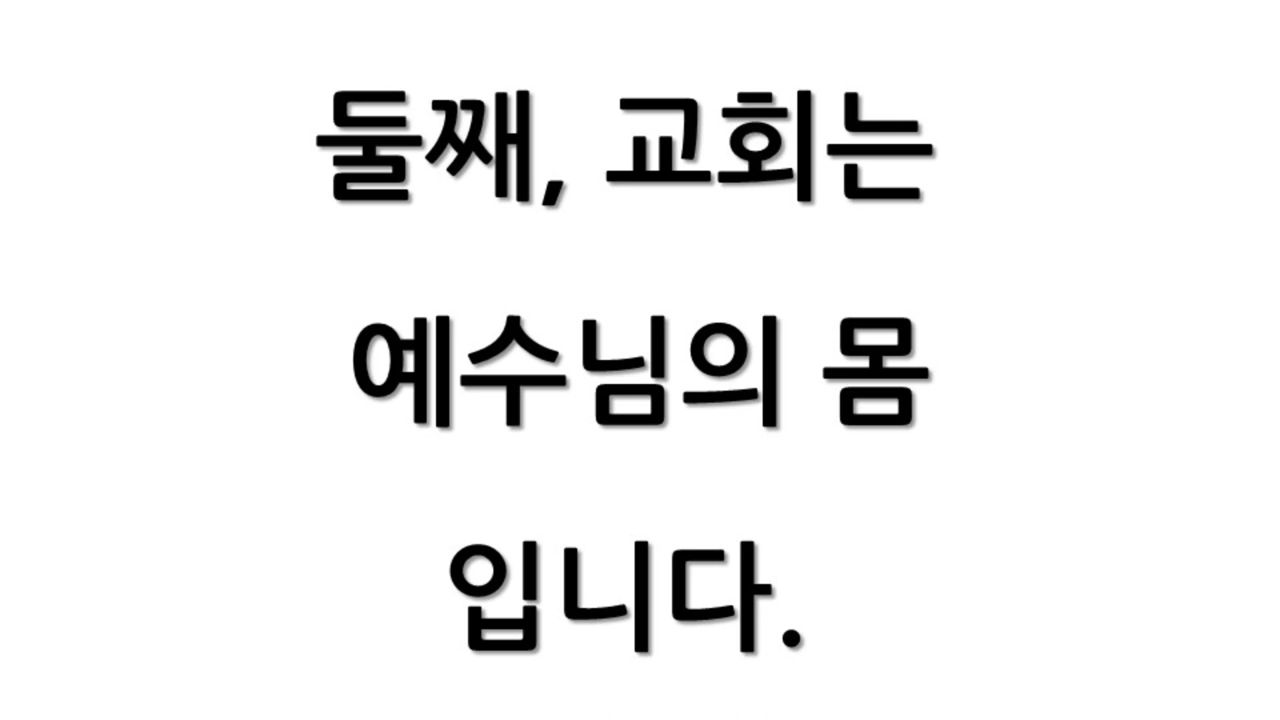 둘째, 교회는
예수님의 몸
입니다.